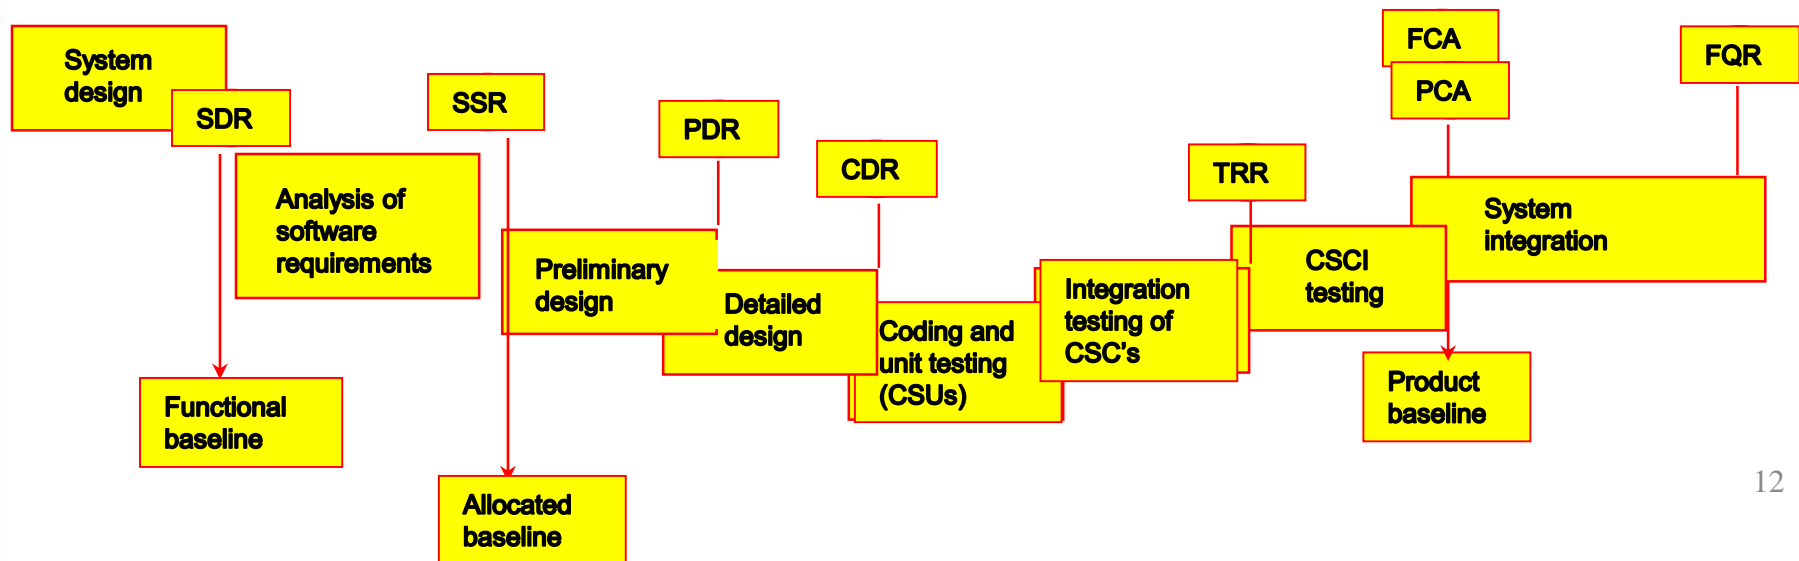 System
design
SDR
SSR
PDR
CDR
TRR
FCA
PCA
FQR
Analysis of
software
requirements
Preliminary
design
Detailed
design
Coding and
unit testing
(CSUs)
Integration
testing of
CSC's
CSCI
testing
System
integration
Functional
baseline
Allocated
baseline
Product
baseline
12